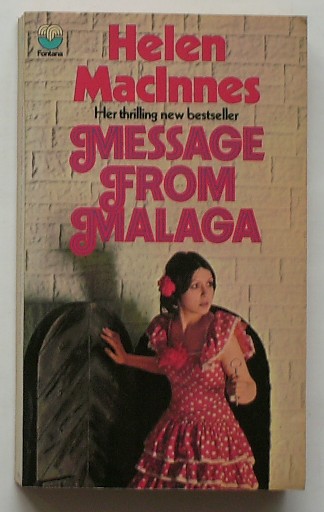 Fontana
Helen
MacInnes
Her thrilling new bestseller
MESSAGE
FROM
MALAGA